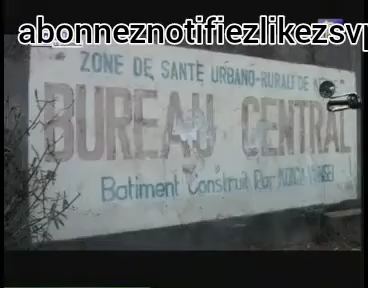 abonneznotifiezlikezsvp
ZONE DE SANTE URBANO-RURALE DE
BUREAU CENTRAL
Batiment Construit Par